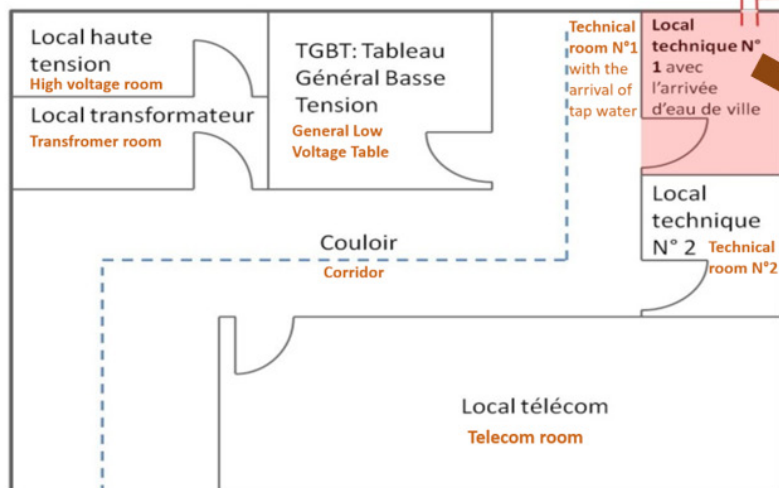 Local haute
tension
High voltage room
Local transformateur
Transfromer room
TGBT: Tableau
Général Basse
Tension
General Low
Voltage Table
Technical
room N°1
with the
arrival of
tap water
Local
technique N°
1 avec
l'arrivée
d'eau de ville
Local
technique
N° 2
Technical
room N°2
Couloir
Corridor
Local télécom
Telecom room